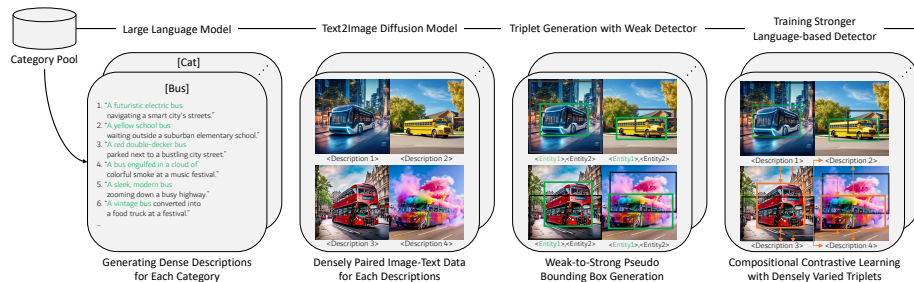 Large Language Model
Text2Image Diffusion Model
Triplet Generation with Weak Detector
Training Stronger
Language-based Detector
Category Pool
[Cat]
[Bus]
1. "A futuristic electric bus
navigating a smart city's streets."
2. "A yellow school bus
waiting outside a suburban elementary school."
3. "A red double-decker bus
parked next to a bustling city street."
4. "A bus engulfed in a cloud of
colorful smoke at a music festival."
5. "A sleek, modern bus
zooming down a busy highway."
6. "A vintage bus converted into
a food truck at a festival."
...
<Description 1>
<Description 2>
<Description 3>
<Description 4>
<Entity1>,<Entity2>
<Entity1>,<Entity2>
<Entity1>,<Entity2>
<Entity1>,<Entity2>
<Description 1>
<Description 2>
<Description 3>
<Description 4>
Generating Dense Descriptions
for Each Category
Densely Paired Image-Text Data
for Each Descriptions
Weak-to-Strong Pseudo
Bounding Box Generation
Compositional Contrastive Learning
with Densely Varied Triplets